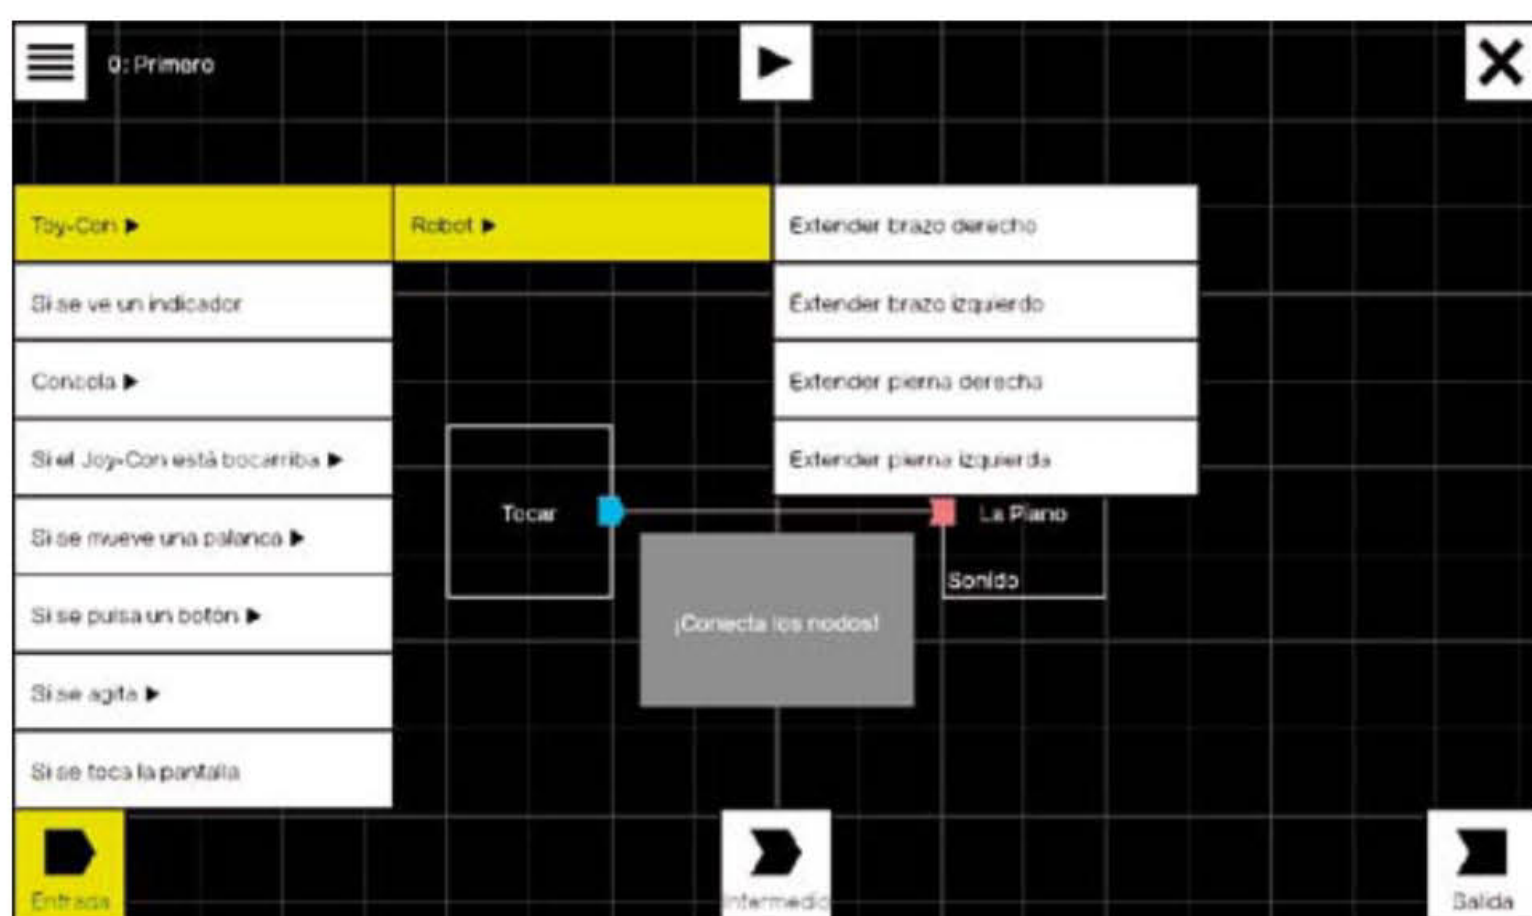 0: Primero
Toy-Con ▶
Robot ▶
Extender brazo derecho
Si se ve un indicador
Extender brazo izquierdo
Consola ▶
Extender pierna derecha
Si el Joy-Con está bocarriba ▶
Extender pierna izquierda
Si se mueve una palanca ▶
Tocar
La Piano
Sonido
Si se pulsa un botón ▶
¡Conecta los nodos!
Si se agita ▶
Si se toca la pantalla
Entrada
Intermedio
Salida